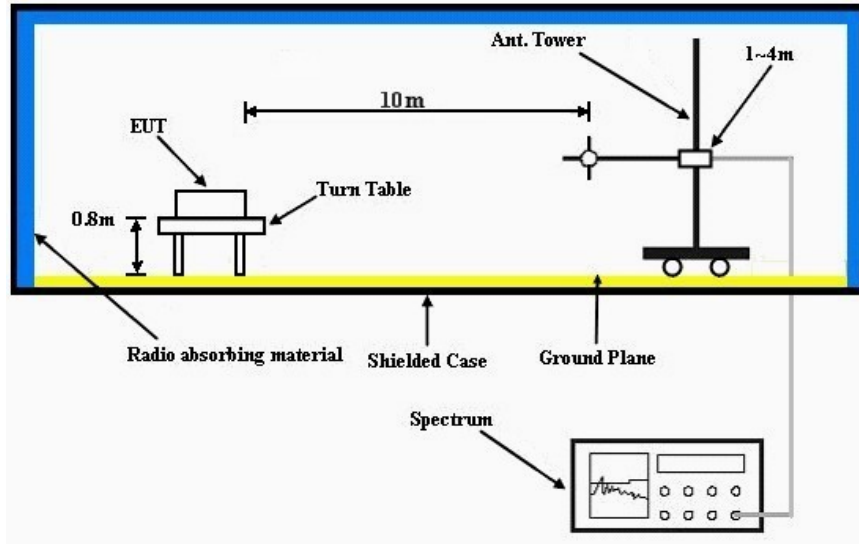 Ant. Tower
1~4m
10m
EUT
Turn Table
0.8m
Radio absorbing material
Shielded Case
Ground Plane
Spectrum